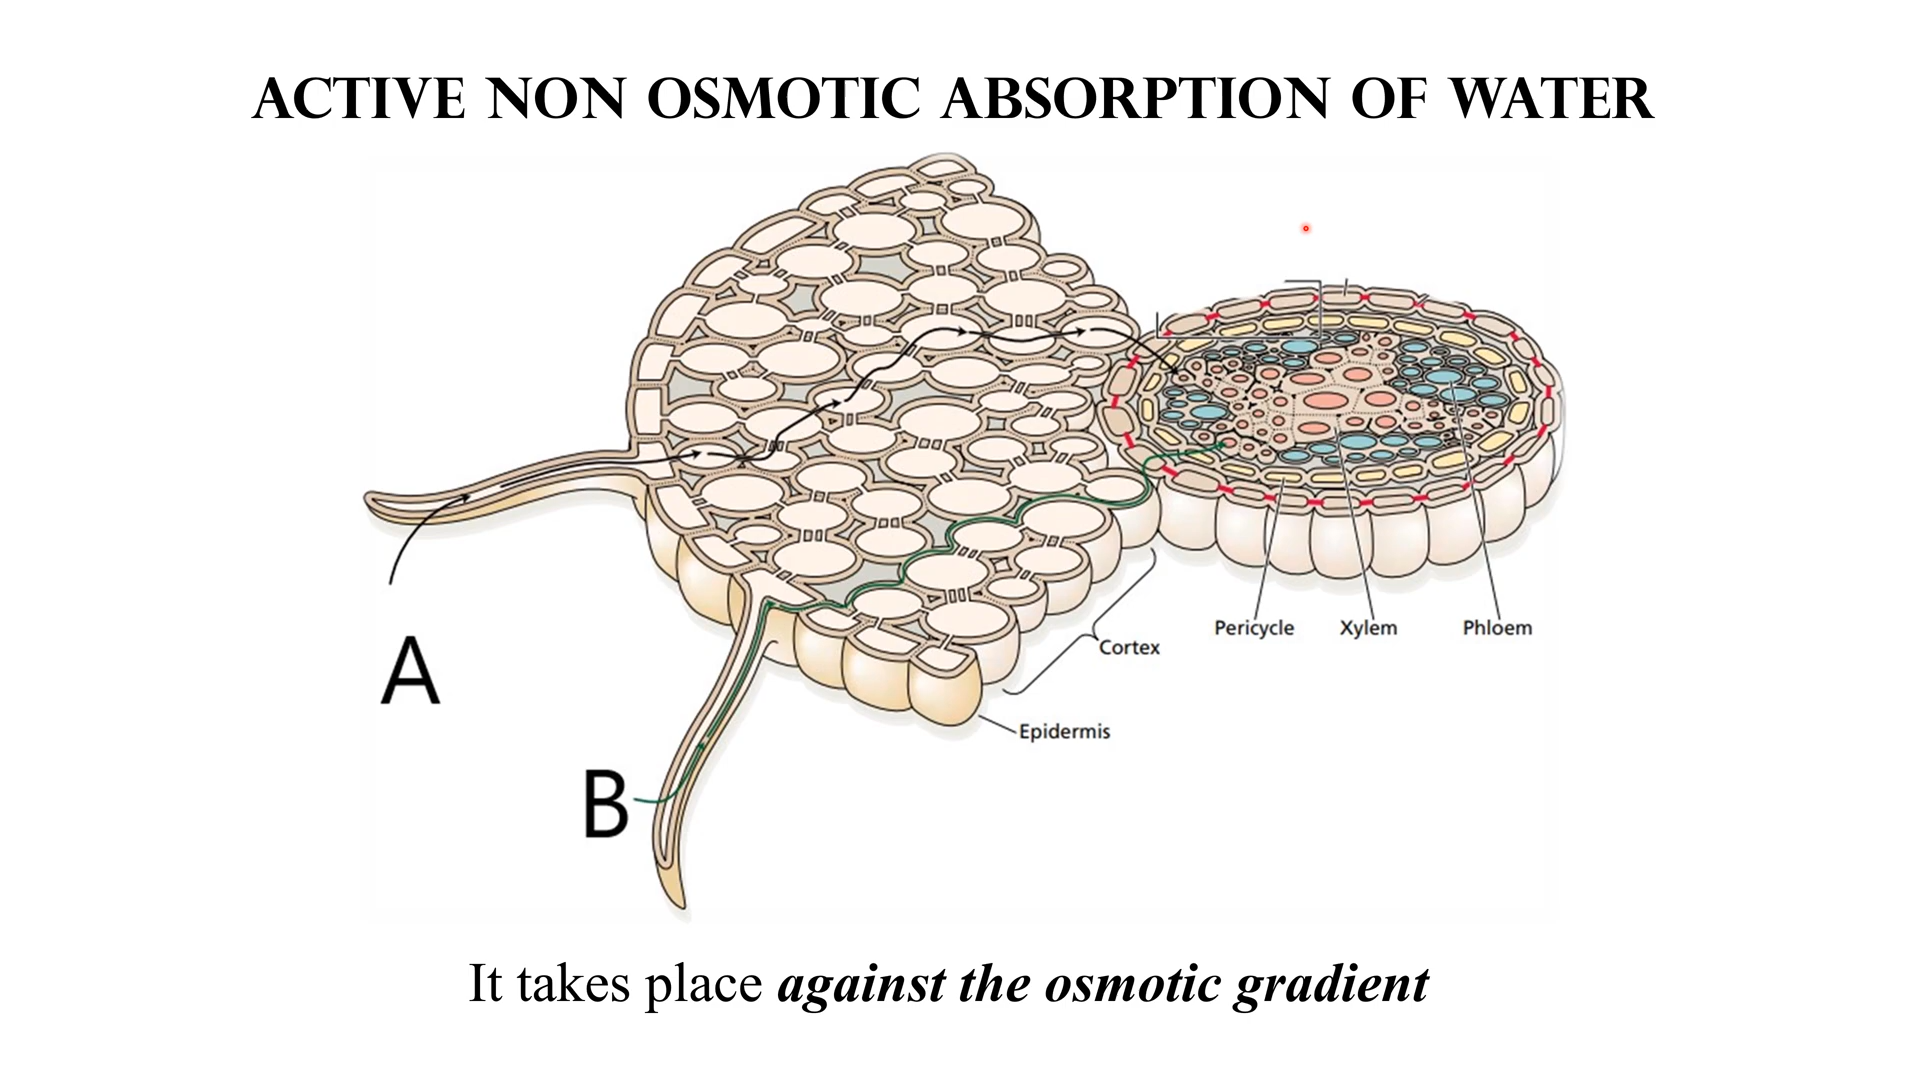 ACTIVE NON OSMOTIC ABSORPTION OF WATER
A
B
Pericycle
Xylem
Phloem
Cortex
Epidermis
It takes place against the osmotic gradient